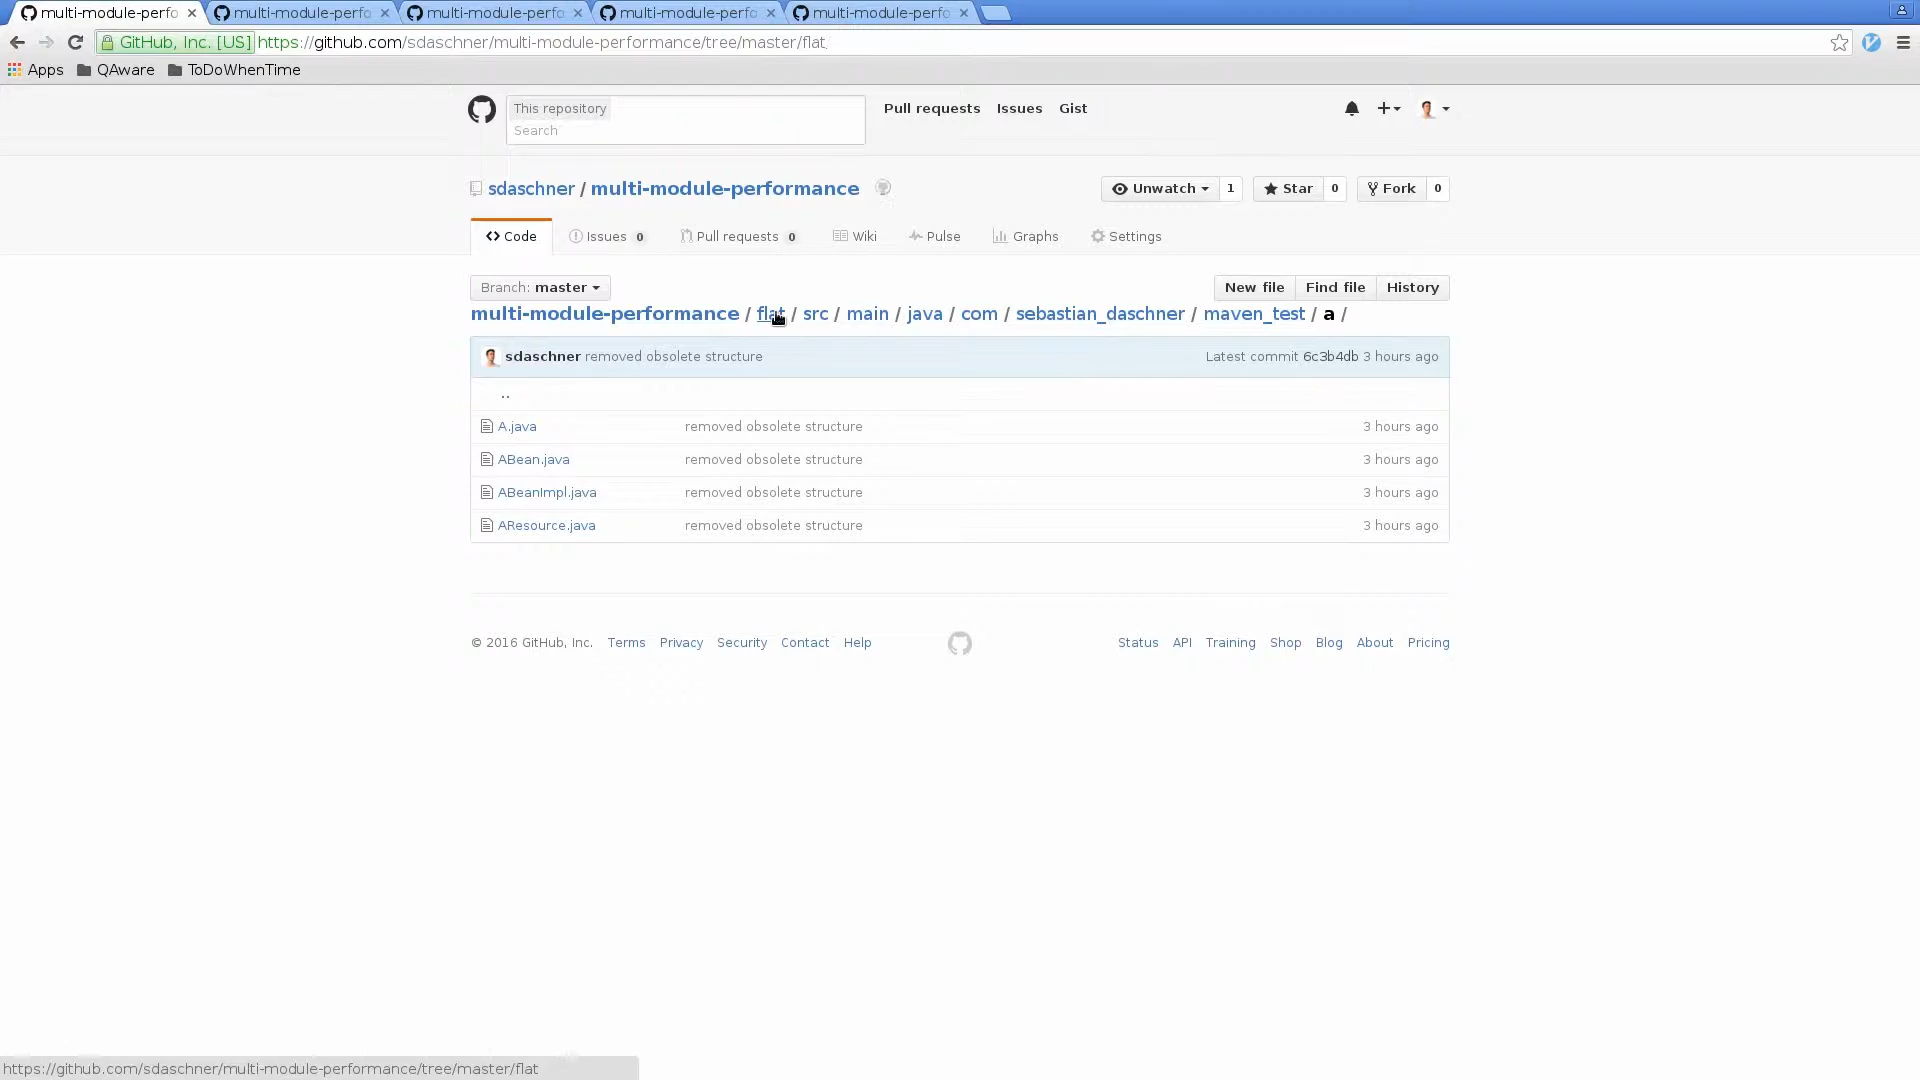 multi-module-perfo multi-module-perfo multi-module-perfo multi-module-perfo multi-module-perfo
GitHub, Inc. [US] https://github.com/sdaschner/multi-module-performance/tree/master/flat
Apps QAware ToDoWhenTime
This repository
Search
Pull requests Issues Gist
sdaschner / multi-module-performance
Unwatch 1 Star 0 Fork 0
Code Issues 0 Pull requests 0 Wiki Pulse Graphs Settings
Branch: master New file Find file History
multi-module-performance / flat / src / main / java / com / sebastian_daschner / maven_test / a /
sdaschner removed obsolete structure Latest commit 6c3b4db 3 hours ago
..
A.java removed obsolete structure 3 hours ago
ABean.java removed obsolete structure 3 hours ago
ABeanImpl.java removed obsolete structure 3 hours ago
AResource.java removed obsolete structure 3 hours ago
© 2016 GitHub, Inc. Terms Privacy Security Contact Help Status API Training Shop Blog About Pricing
https://github.com/sdaschner/multi-module-performance/tree/master/flat